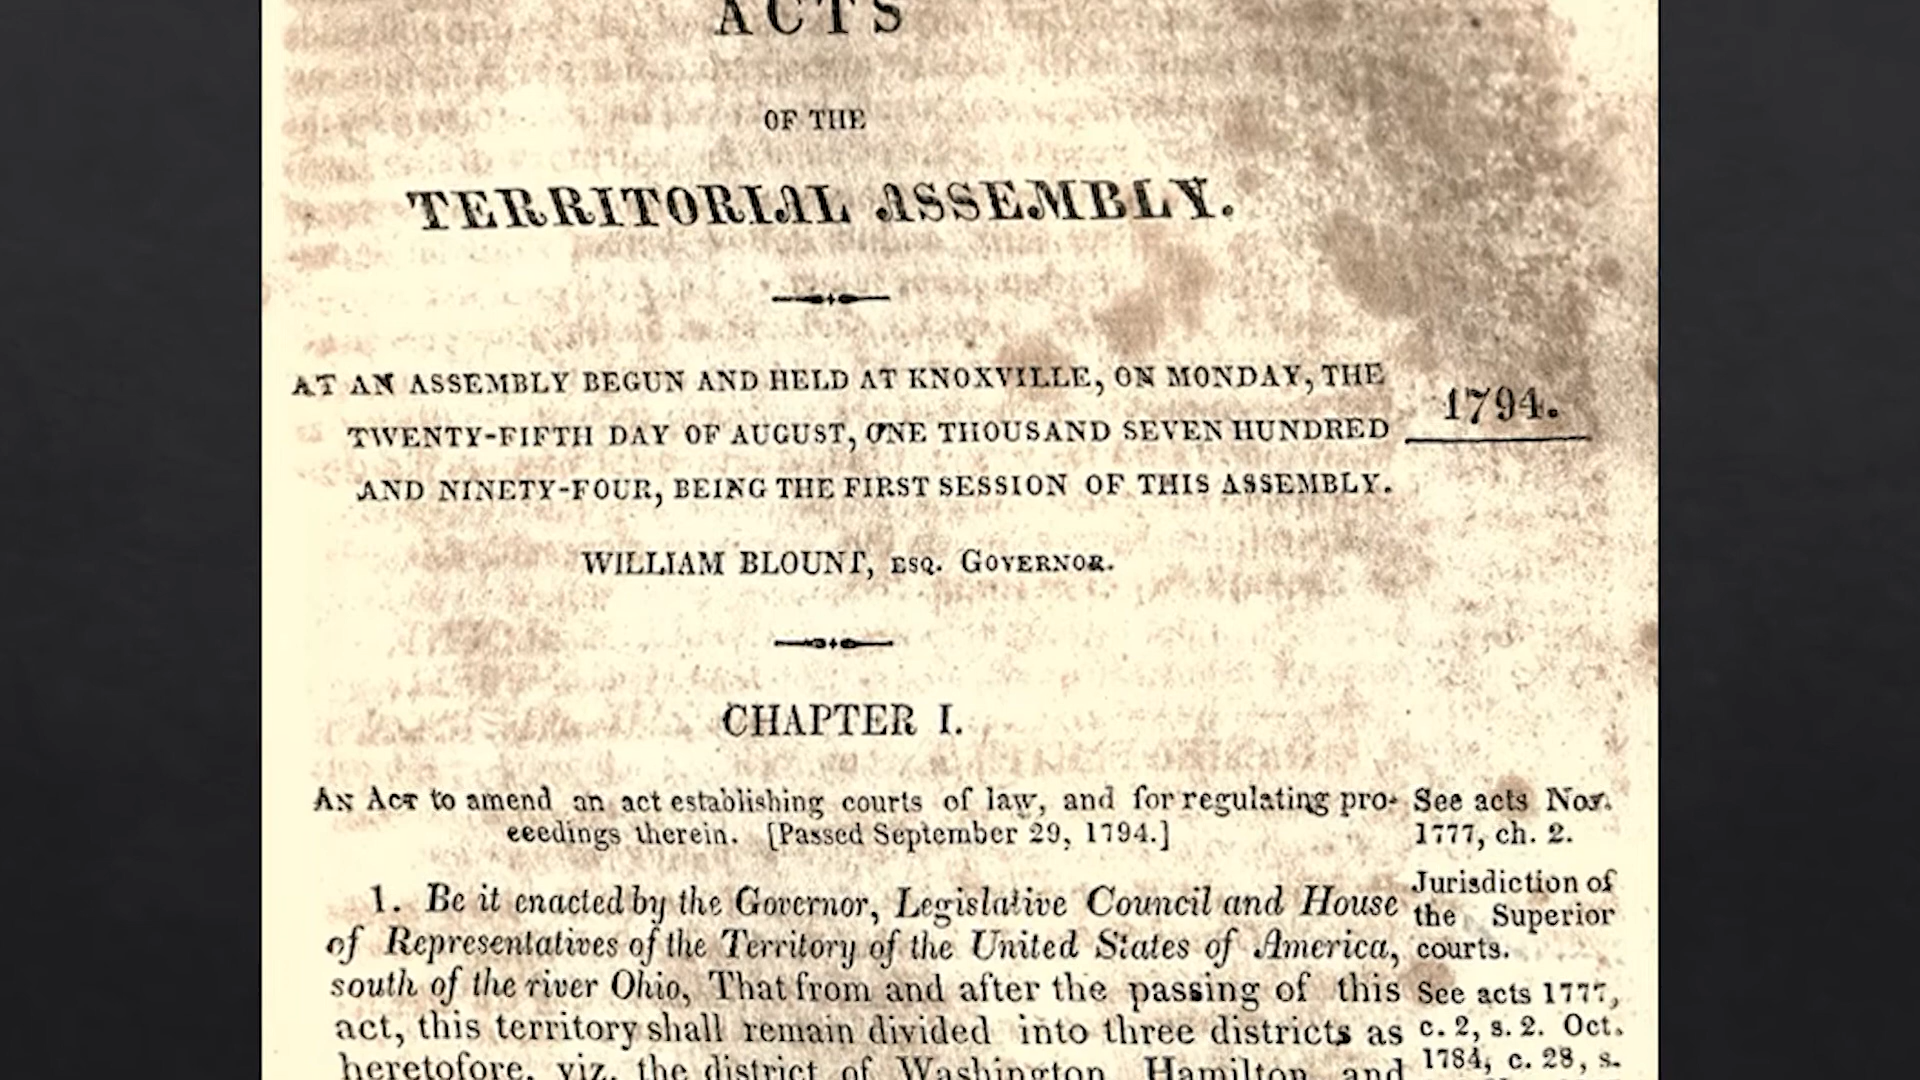 ACTS
OF THE
TERRITORIAL ASSEMBLY.
AT AN ASSEMBLY BEGUN AND HELD AT KNOXVILLE, ON MONDAY, THE
TWENTY-FIFTH DAY OF AUGUST, ONE THOUSAND SEVEN HUNDRED
AND NINETY-FOUR, BEING THE FIRST SESSION OF THIS ASSEMBLY.
1794.
WILLIAM BLOUNT, ESQ. GOVERNOR.
CHAPTER I.
AN ACT to amend an act establishing courts of law, and for regulating pro-
ceedings therein. [Passed September 29, 1794.]
See acts Nov.
1777, ch. 2.
1. Be it enacted by the Governor, Legislative Council and House
of Representatives of the Territory of the United States of America,
south of the river Ohio, That from and after the passing of this
act, this territory shall remain divided into three districts as
heretofore, viz. the district of Washington, Hamilton, and
Jurisdiction of
the Superior
courts.
See acts 1777,
c. 2, s. 2. Oct.
1784, c. 28, s.